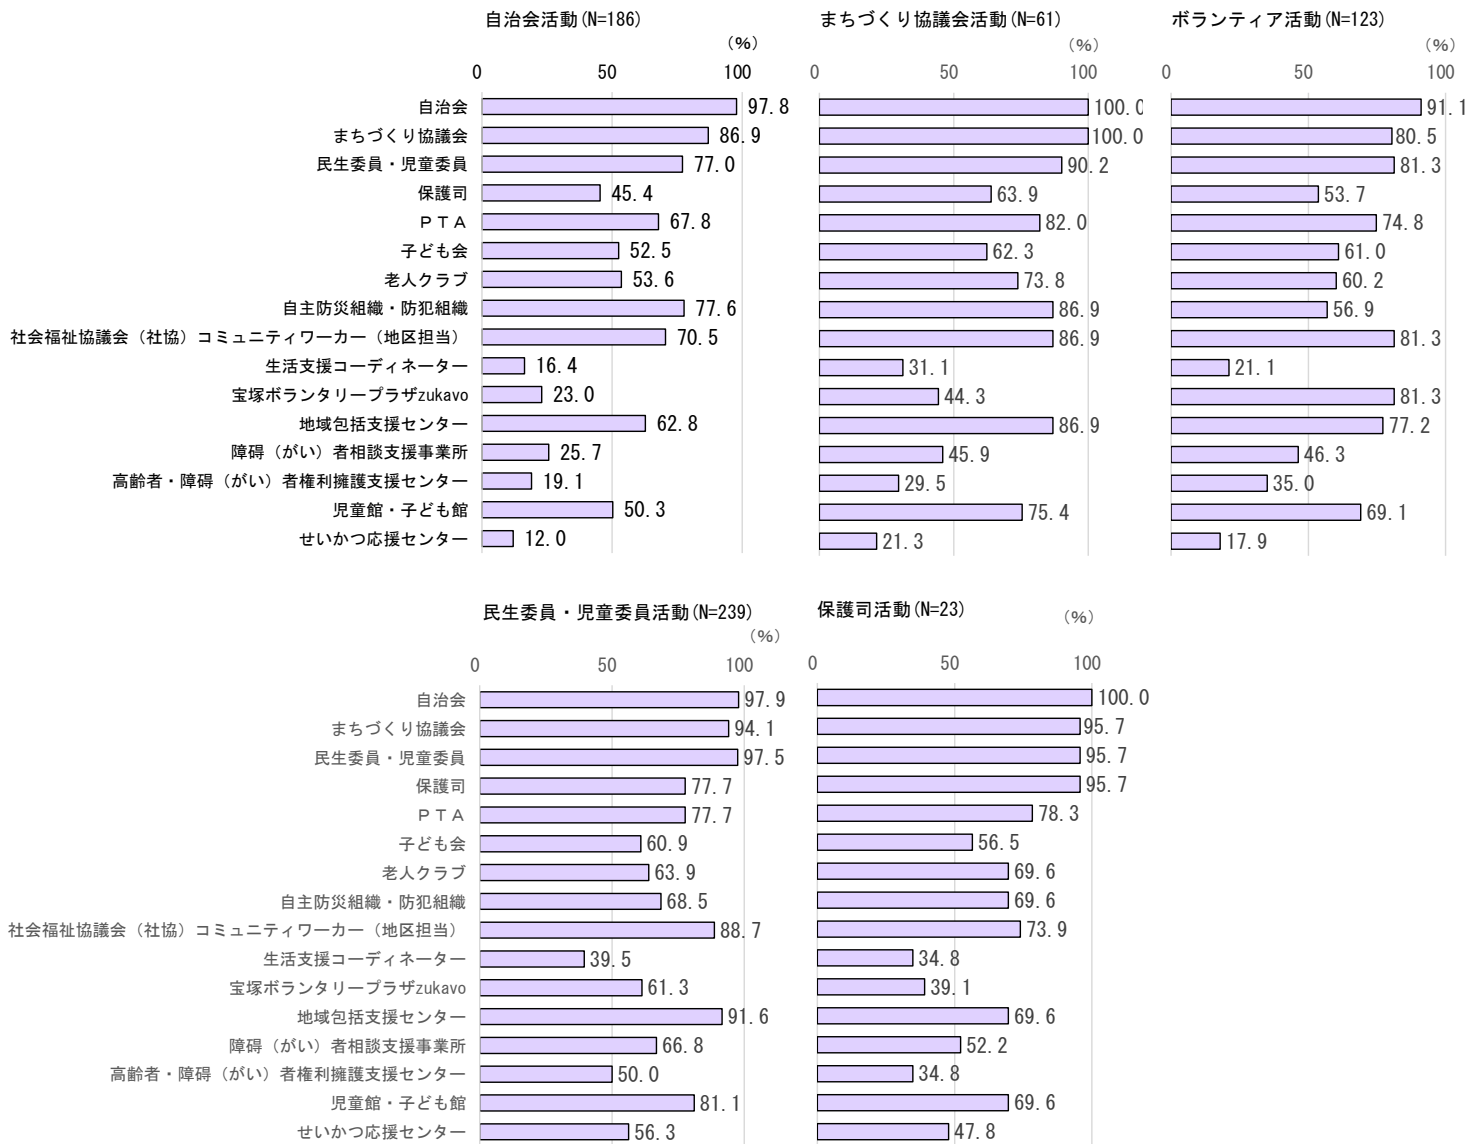 自治会活動(N=186)
まちづくり協議会活動(N=61)
ボランティア活動(N=123)
(%)
(%)
(%)
0 50 100
0 50 100
0 50 100
自治会 97.8 100.0 91.1
まちづくり協議会 86.9 100.0 80.5
民生委員・児童委員 77.0 90.2 81.3
保護司 45.4 63.9 53.7
PTA 67.8 82.0 74.8
子ども会 52.5 62.3 61.0
老人クラブ 53.6 73.8 60.2
自主防災組織・防犯組織 77.6 86.9 56.9
社会福祉協議会(社協)コミュニティワーカー(地区担当) 70.5 86.9 81.3
生活支援コーディネーター 16.4 31.1 21.1
宝塚ボランタリープラザzukavo 23.0 44.3 81.3
地域包括支援センター 62.8 86.9 77.2
障碍(がい)者相談支援事業所 25.7 45.9 46.3
高齢者・障碍(がい)者権利擁護支援センター 19.1 29.5 35.0
児童館・子ども館 50.3 75.4 69.1
せいかつ応援センター 12.0 21.3 17.9
民生委員・児童委員活動(N=239)
保護司活動(N=23)
(%)
(%)
0 50 100
0 50 100
自治会 97.9 100.0
まちづくり協議会 94.1 95.7
民生委員・児童委員 97.5 95.7
保護司 77.7 95.7
PTA 77.7 78.3
子ども会 60.9 56.5
老人クラブ 63.9 69.6
自主防災組織・防犯組織 68.5 69.6
社会福祉協議会(社協)コミュニティワーカー(地区担当) 88.7 73.9
生活支援コーディネーター 39.5 34.8
宝塚ボランタリープラザzukavo 61.3 39.1
地域包括支援センター 91.6 69.6
障碍(がい)者相談支援事業所 66.8 52.2
高齢者・障碍(がい)者権利擁護支援センター 50.0 34.8
児童館・子ども館 81.1 69.6
せいかつ応援センター 56.3 47.8